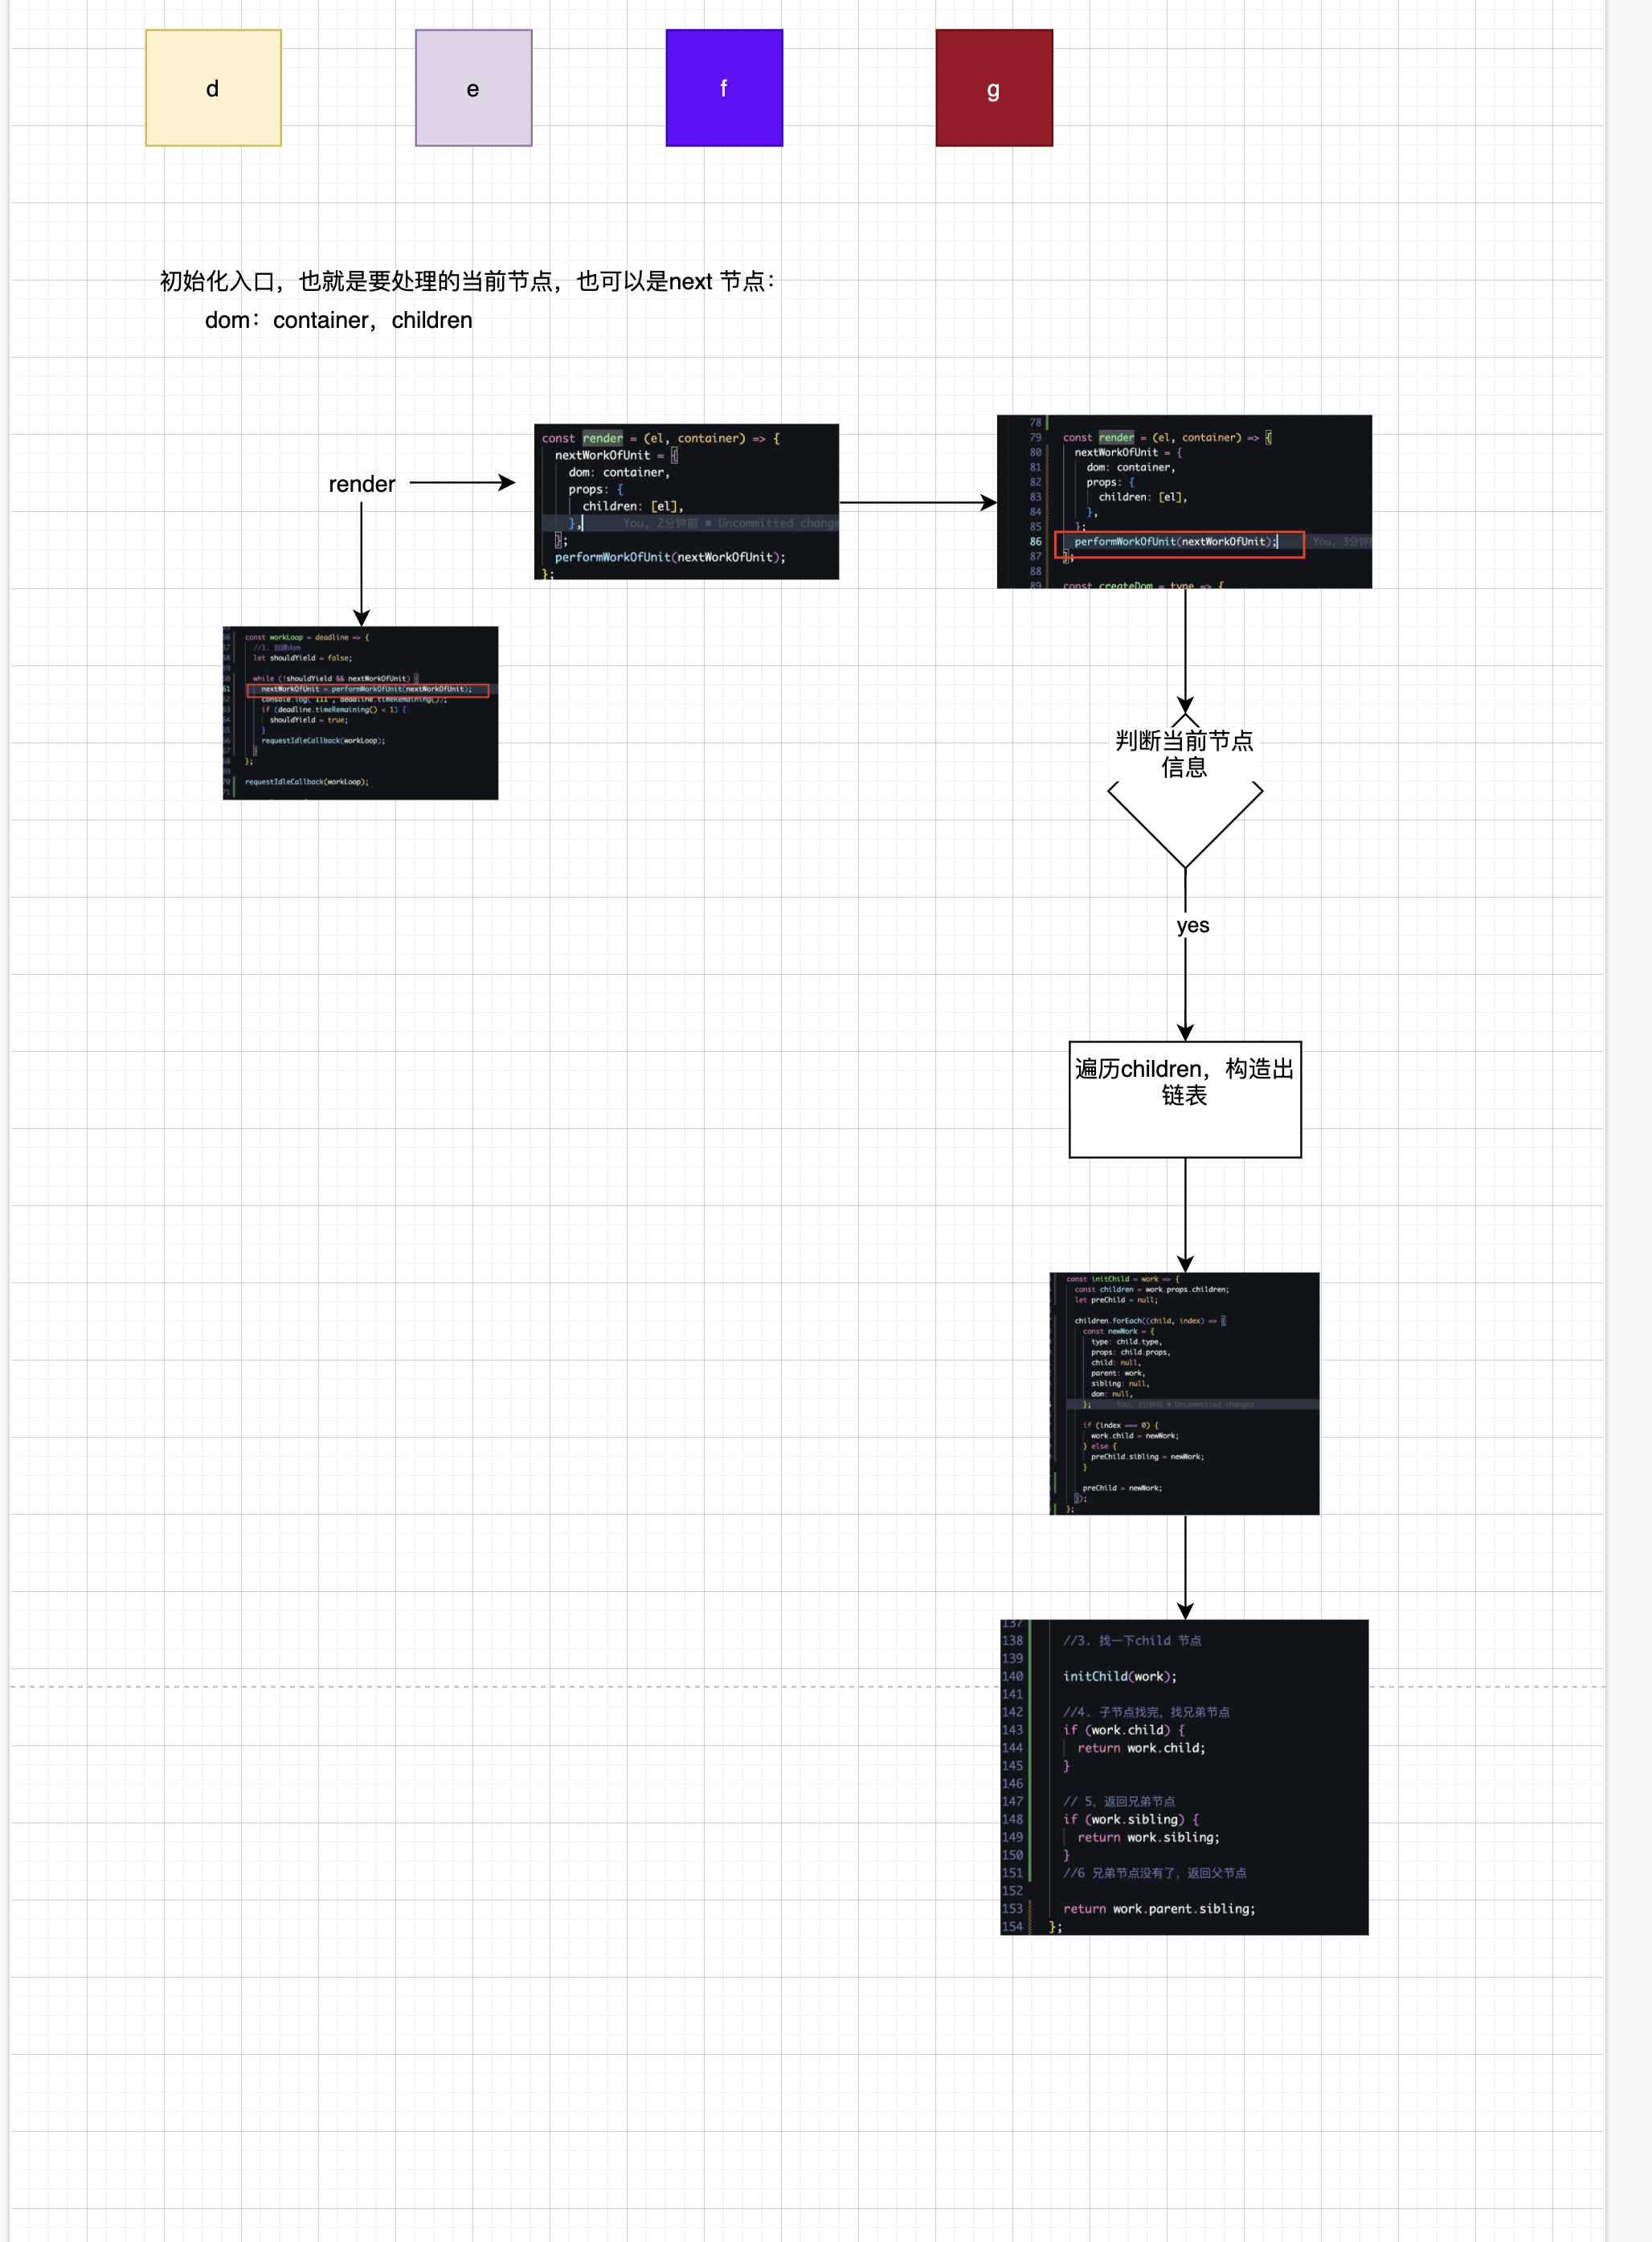 d
e
f
g
初始化入口，也就是要处理的当前节点，也可以是next 节点：
dom：container，children
render
const render = (el, container) => {
nextWorkOfUnit = {
dom: container,
props: {
children: [el],
},
You, 2分钟前 • Uncommitted change
};
performWorkOfUnit(nextWorkOfUnit);
};
78
79 const render = (el, container) => {
80 nextWorkOfUnit = {
81 dom: container,
82 props: {
83 children: [el],
84 },
85 };
86 performWorkOfUnit(nextWorkOfUnit); You, 3分钟
87 };
88
89 const createDom = type => {
56 const workLoop = deadline => {
57 //1. 创建dom
58 let shouldYield = false;
59
60 while (!shouldYield && nextWorkOfUnit) {
61 nextWorkOfUnit = performWorkOfUnit(nextWorkOfUnit);
62 console.log("111", deadline.timeRemaining());
63 if (deadline.timeRemaining() < 1) {
64 shouldYield = true;
65 }
66 requestIdleCallback(workLoop);
67 }
68 };
69
70 requestIdleCallback(workLoop);
71
判断当前节点
信息
yes
遍历children，构造出
链表
const initChild = work => {
const children = work.props.children;
let preChild = null;
children.forEach((child, index) => {
const newWork = {
type: child.type,
props: child.props,
child: null,
parent: work,
sibling: null,
dom: null,
}; You, 3分钟前 • Uncommitted changes
if (index === 0) {
work.child = newWork;
} else {
preChild.sibling = newWork;
}
preChild = newWork;
});
};
137
138 //3. 找一下child 节点
139
140 initChild(work);
141
142 //4. 子节点找完，找兄弟节点
143 if (work.child) {
144 return work.child;
145 }
146
147 // 5, 返回兄弟节点
148 if (work.sibling) {
149 return work.sibling;
150 }
151 //6 兄弟节点没有了，返回父节点
152
153 return work.parent.sibling;
154 };